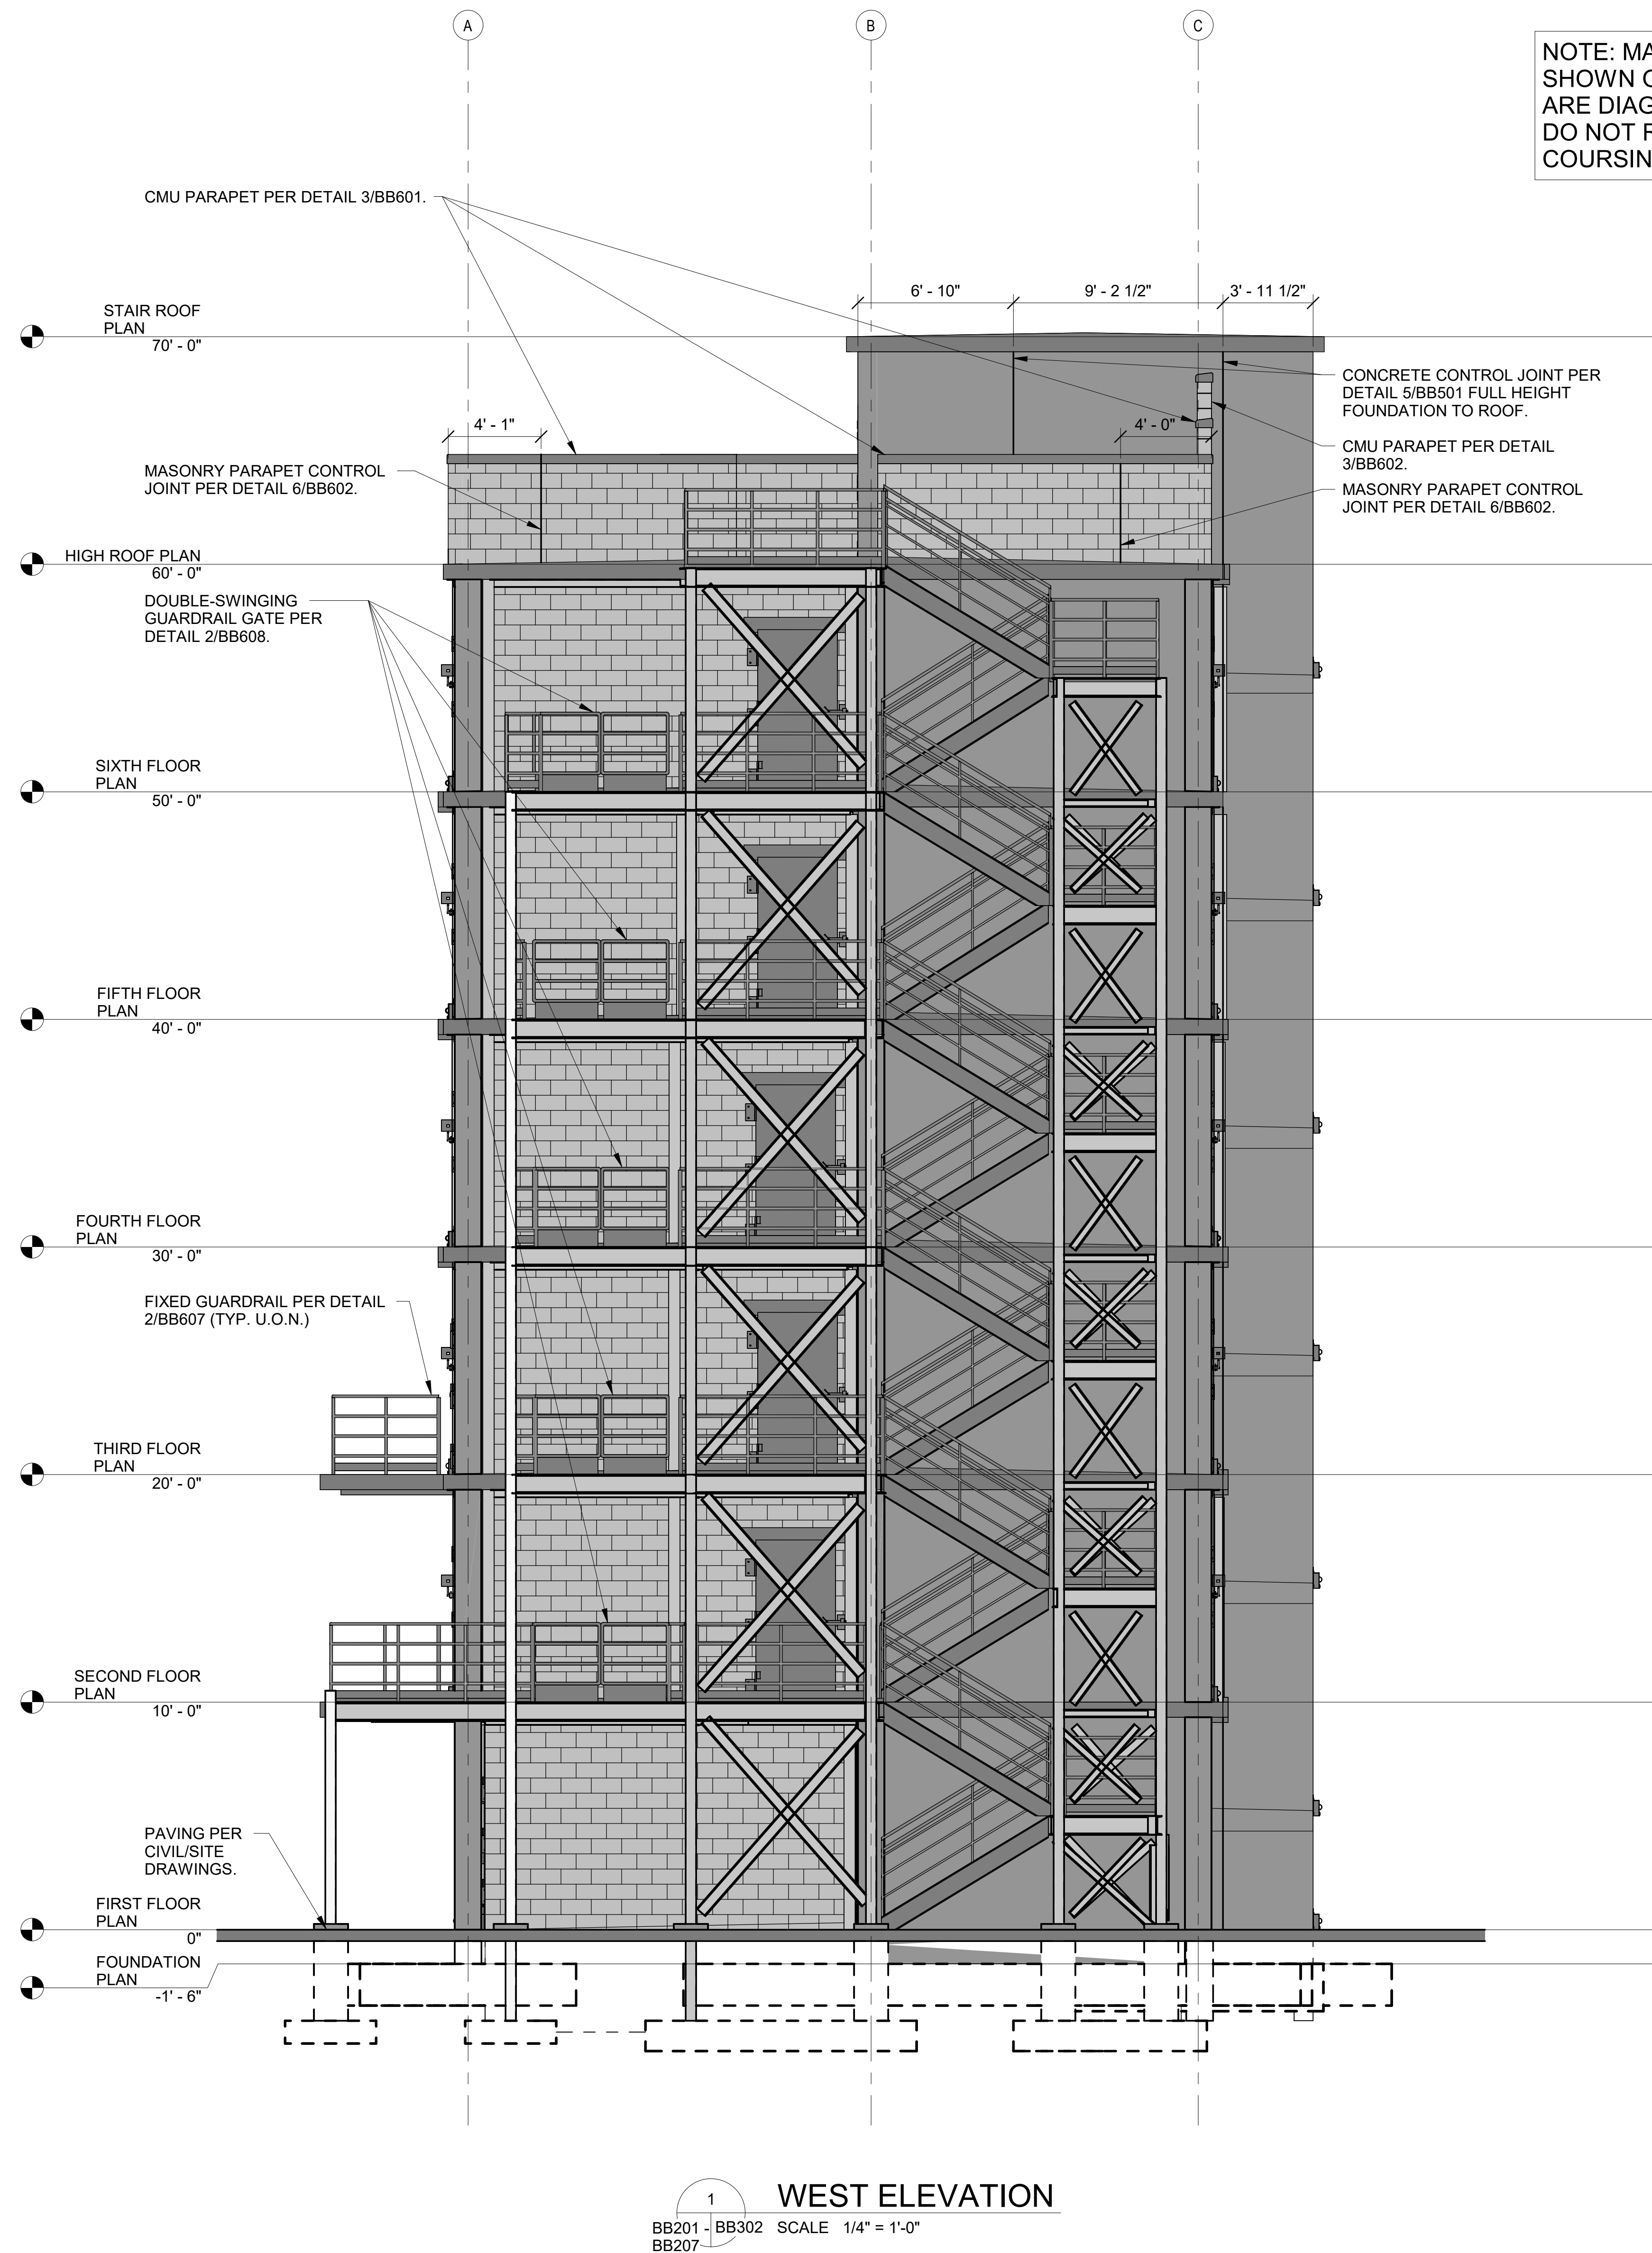 A
B
C
NOTE: MA
SHOWN
ARE DIAG
DO NOT
COURSIN
CMU PARAPET PER DETAIL 3/BB601.
6' - 10"
9' - 2 1/2"
3' - 11 1/2"
STAIR ROOF
PLAN
70' - 0"
CONCRETE CONTROL JOINT PER
DETAIL 5/BB501 FULL HEIGHT
FOUNDATION TO ROOF.
4' - 1"
4' - 0"
CMU PARAPET PER DETAIL
3/BB602.
MASONRY PARAPET CONTROL
JOINT PER DETAIL 6/BB602.
MASONRY PARAPET CONTROL
JOINT PER DETAIL 6/BB602.
HIGH ROOF PLAN
60' - 0"
DOUBLE-SWINGING
GUARDRAIL GATE PER
DETAIL 2/BB608.
SIXTH FLOOR
PLAN
50' - 0"
FIFTH FLOOR
PLAN
40' - 0"
FOURTH FLOOR
PLAN
30' - 0"
FIXED GUARDRAIL PER DETAIL
2/BB607 (TYP. U.O.N.)
THIRD FLOOR
PLAN
20' - 0"
SECOND FLOOR
PLAN
10' - 0"
PAVING PER
CIVIL/SITE
DRAWINGS.
FIRST FLOOR
PLAN
0"
FOUNDATION
PLAN
-1' - 6"
1
WEST ELEVATION
BB201 -
BB207
BB302
SCALE 1/4" = 1'-0"